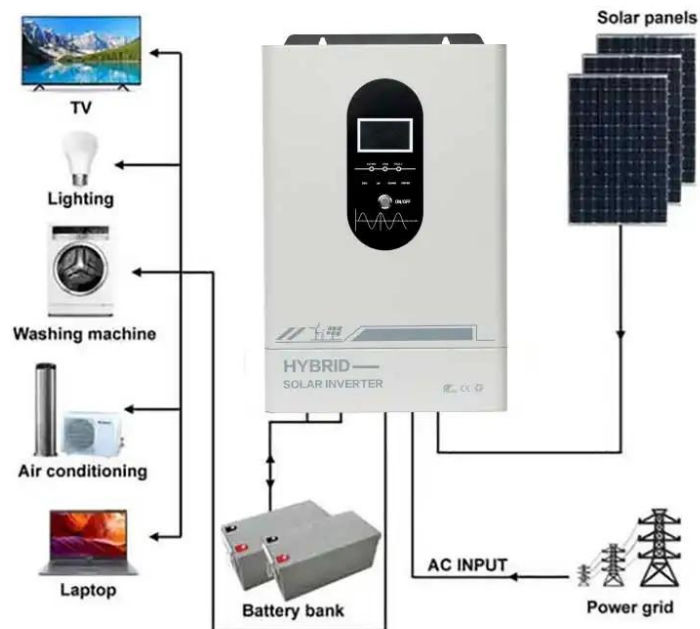 Solar panels
TV
Lighting
ON/OFF
Washing machine
HYBRID
SOLAR INVERTER
CE
Air conditioning
Laptop
Battery bank
AC INPUT
Power grid